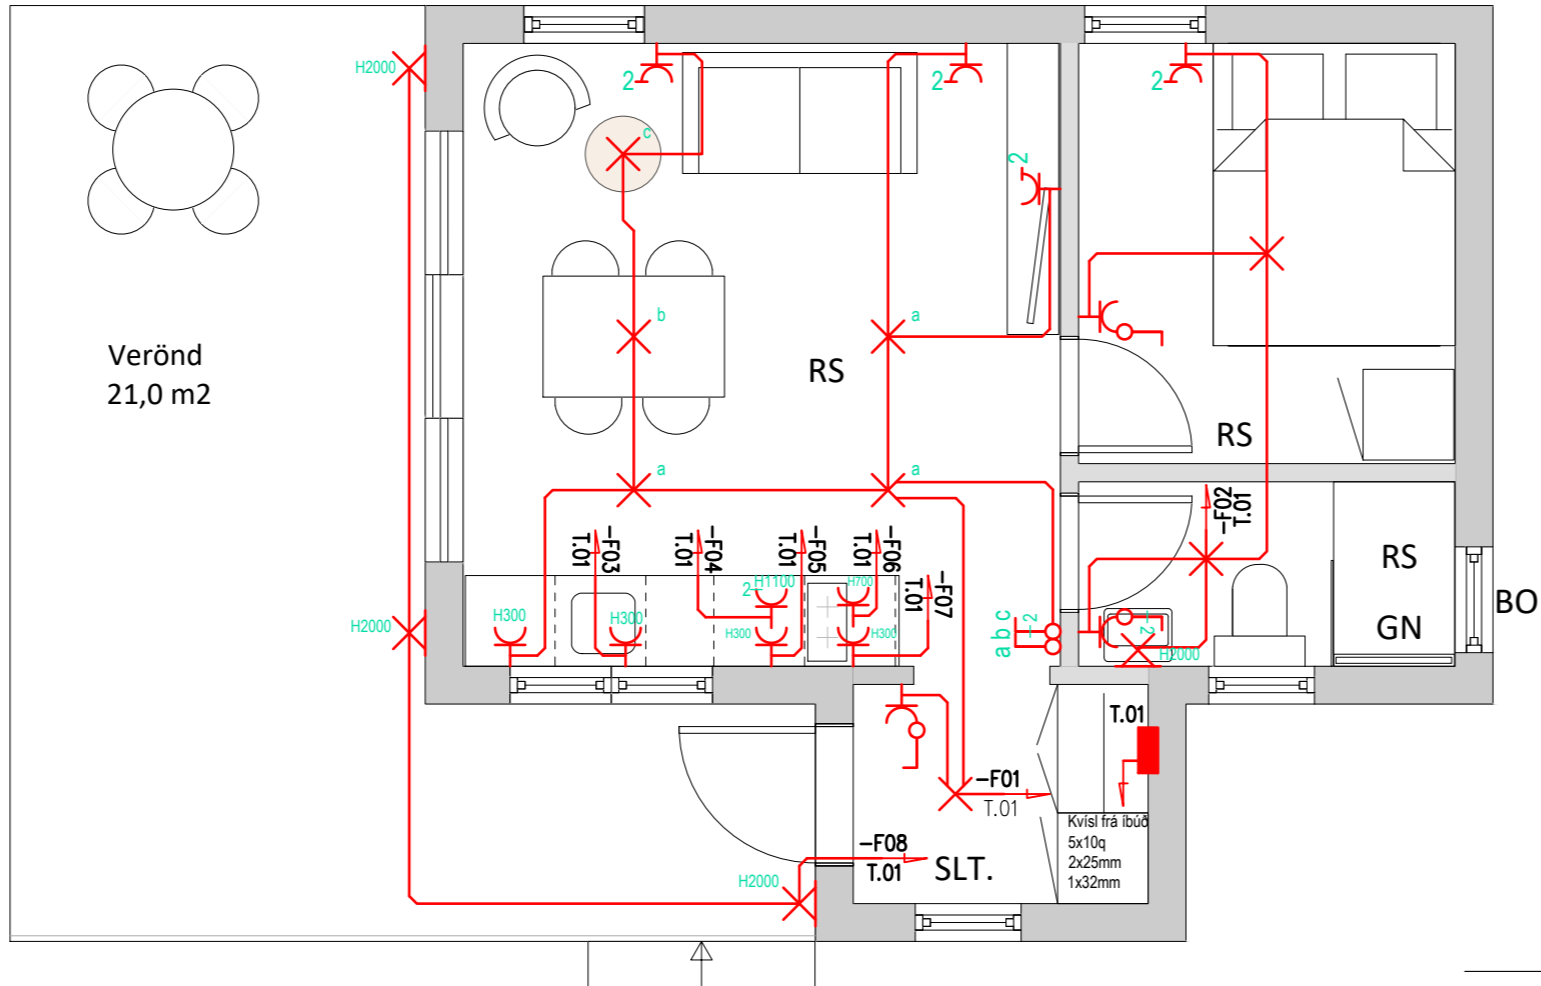 H2000
2
2
2
c
2
b
a
Verönd
21,0 m2
RS
RS
a
a
-F02
T.01
-F03
T.01
-F04
T.01
-F05
T.01
-F06
T.01
-F07
T.01
RS
GN
BO
H300
H300
2
H1100
H300
H700
H300
H2000
a b c
2
2
H2000
T.01
-F01
T.01
Kvísl frá íbúð
5x10q
2x25mm
1x32mm
-F08
T.01
SLT.
H2000